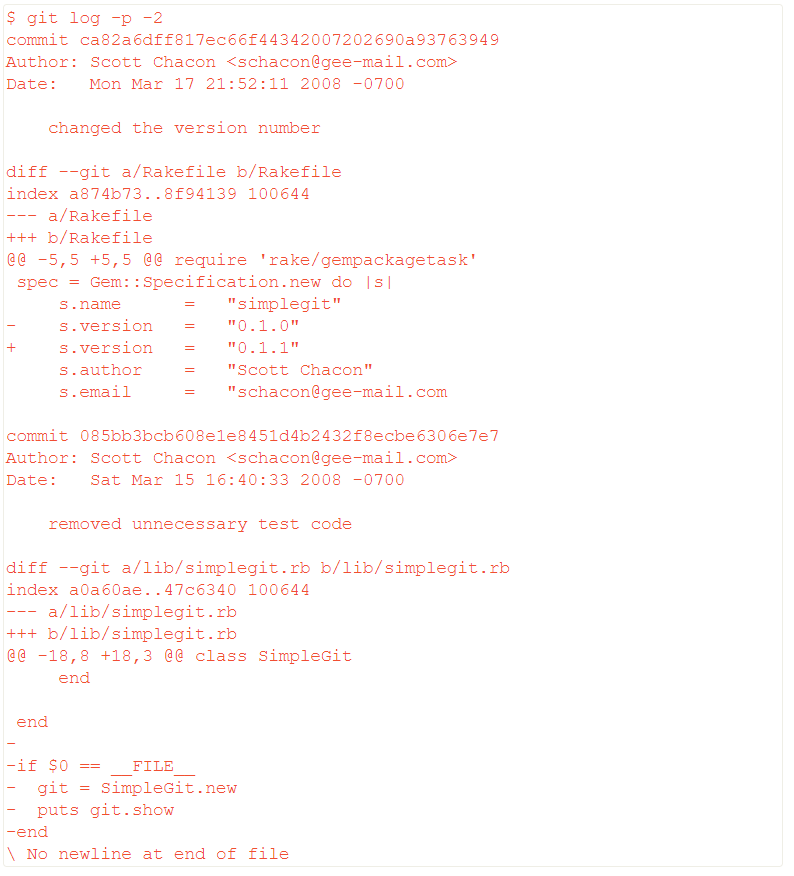 $ git log -p -2
commit ca82a6dff817ec66f44342007202690a93763949
Author: Scott Chacon <schacon@gee-mail.com>
Date:   Mon Mar 17 21:52:11 2008 -0700

    changed the version number

diff --git a/Rakefile b/Rakefile
index a874b73..8f94139 100644
--- a/Rakefile
+++ b/Rakefile
@@ -5,5 +5,5 @@ require 'rake/gempackagetask'
 spec = Gem::Specification.new do |s|
     s.name      =   "simplegit"
-    s.version   =   "0.1.0"
+    s.version   =   "0.1.1"
     s.author    =   "Scott Chacon"
     s.email     =   "schacon@gee-mail.com

commit 085bb3bcb608e1e8451d4b2432f8ecbe6306e7e7
Author: Scott Chacon <schacon@gee-mail.com>
Date:   Sat Mar 15 16:40:33 2008 -0700

    removed unnecessary test code

diff --git a/lib/simplegit.rb b/lib/simplegit.rb
index a0a60ae..47c6340 100644
--- a/lib/simplegit.rb
+++ b/lib/simplegit.rb
@@ -18,8 +18,3 @@ class SimpleGit
     end

 end
-
-if $0 == __FILE__
-  git = SimpleGit.new
-  puts git.show
-end
\ No newline at end of file